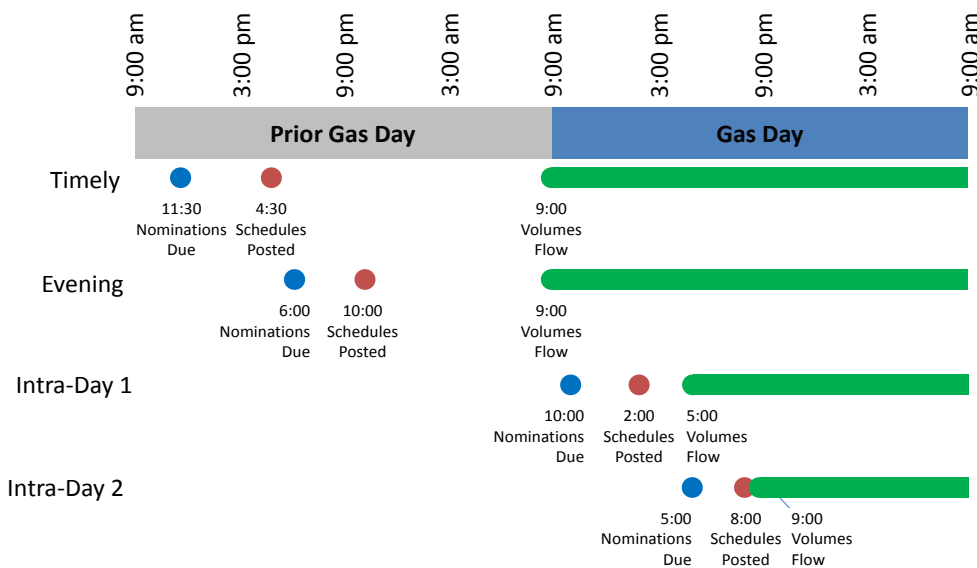 9:00 am
3:00 pm
9:00 pm
3:00 am
9:00 am
3:00 pm
9:00 pm
3:00 am
9:00 am
Prior Gas Day
Gas Day
Timely
11:30
Nominations
Due
4:30
Schedules
Posted
9:00
Volumes
Flow
Evening
6:00
Nominations
Due
10:00
Schedules
Posted
9:00
Volumes
Flow
Intra-Day 1
10:00
Nominations
Due
2:00
Schedules
Posted
5:00
Volumes
Flow
Intra-Day 2
5:00
Nominations
Due
8:00
Schedules
Posted
9:00
Volumes
Flow